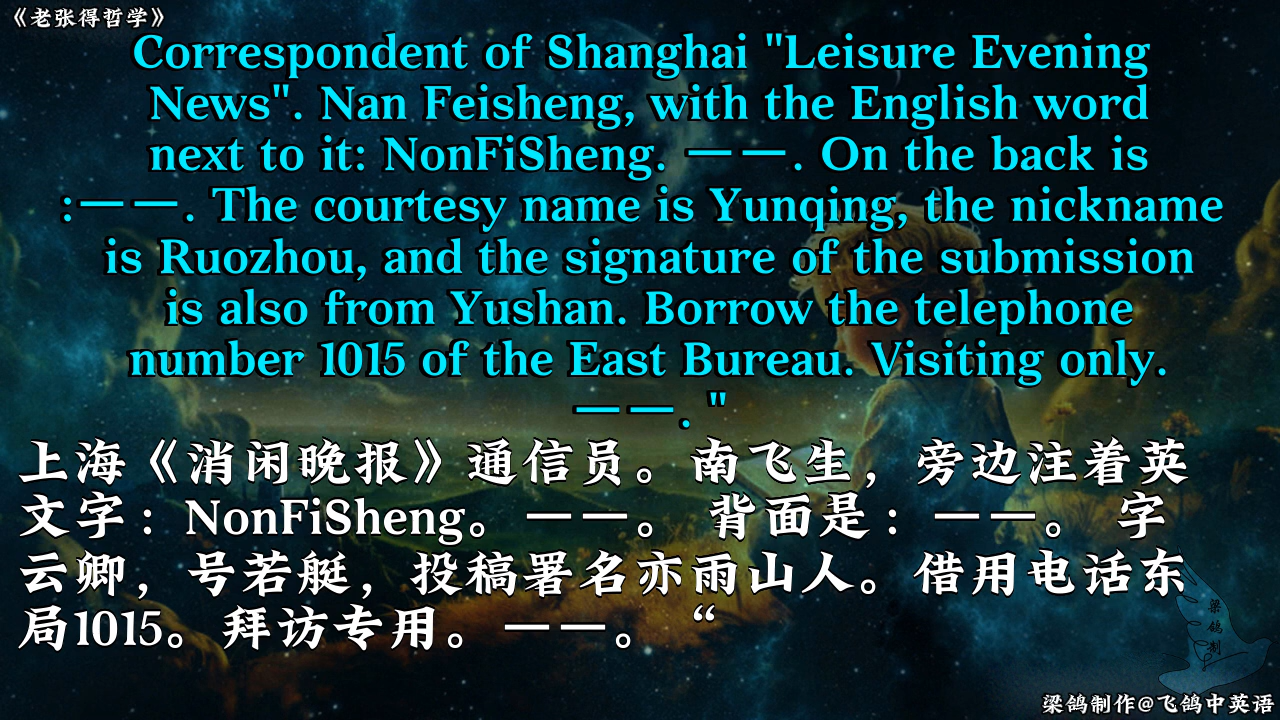 《老张得哲学》
Correspondent of Shanghai "Leisure Evening
News". Nan Feisheng, with the English word
next to it: NonFiSheng. ——. On the back is
:——. The courtesy name is Yunqing, the nickname
is Ruozhou, and the signature of the submission
is also from Yushan. Borrow the telephone
number 1015 of the East Bureau. Visiting only.
——. "
上海《消闲晚报》通信员。南飞生，旁边注着英
文字：NonFiSheng。 ——。 背面是：——。 字
云卿，号若艇，投稿署名亦雨山人。借用电话东
局1015。拜访专用。——。“
梁鸽制
梁鸽制作@飞鸽中英语